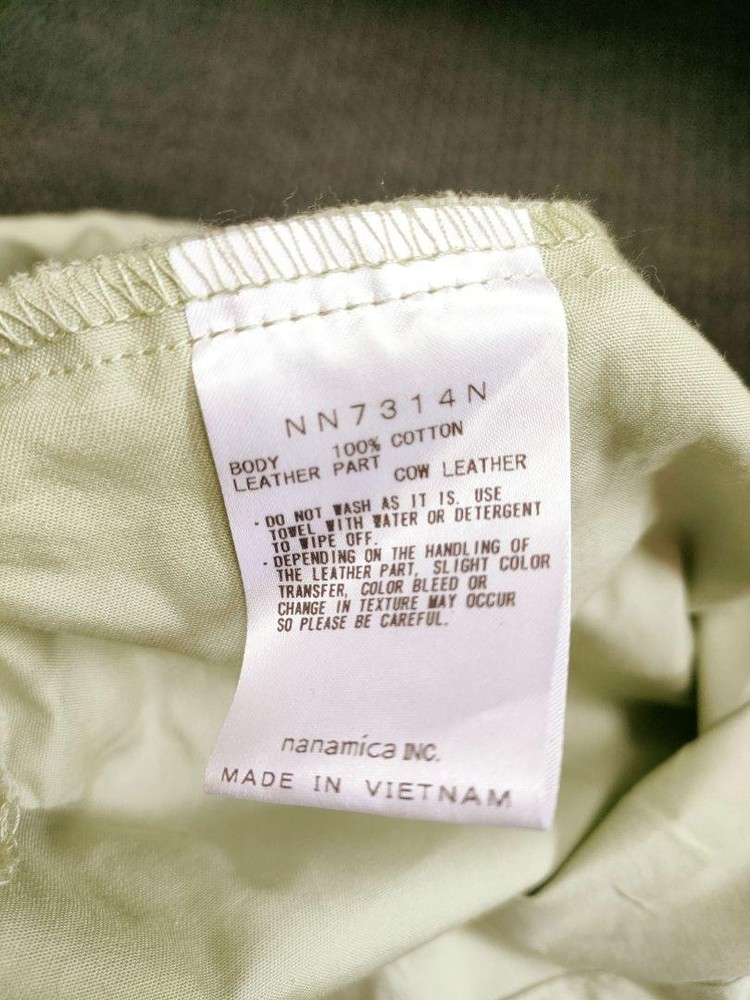 NN7314N
BODY 100% COTTON
LEATHER PART COW LEATHER
・DO NOT WASH AS IT IS. USE
TOWEL WITH WATER OR DETERGENT
TO WIPE OFF.
・DEPENDING ON THE HANDLING OF
THE LEATHER PART, SLIGHT COLOR
TRANSFER, COLOR BLEED OR
CHANGE IN TEXTURE MAY OCCUR
SO PLEASE BE CAREFUL.
nanamica INC.
MADE IN VIETNAM